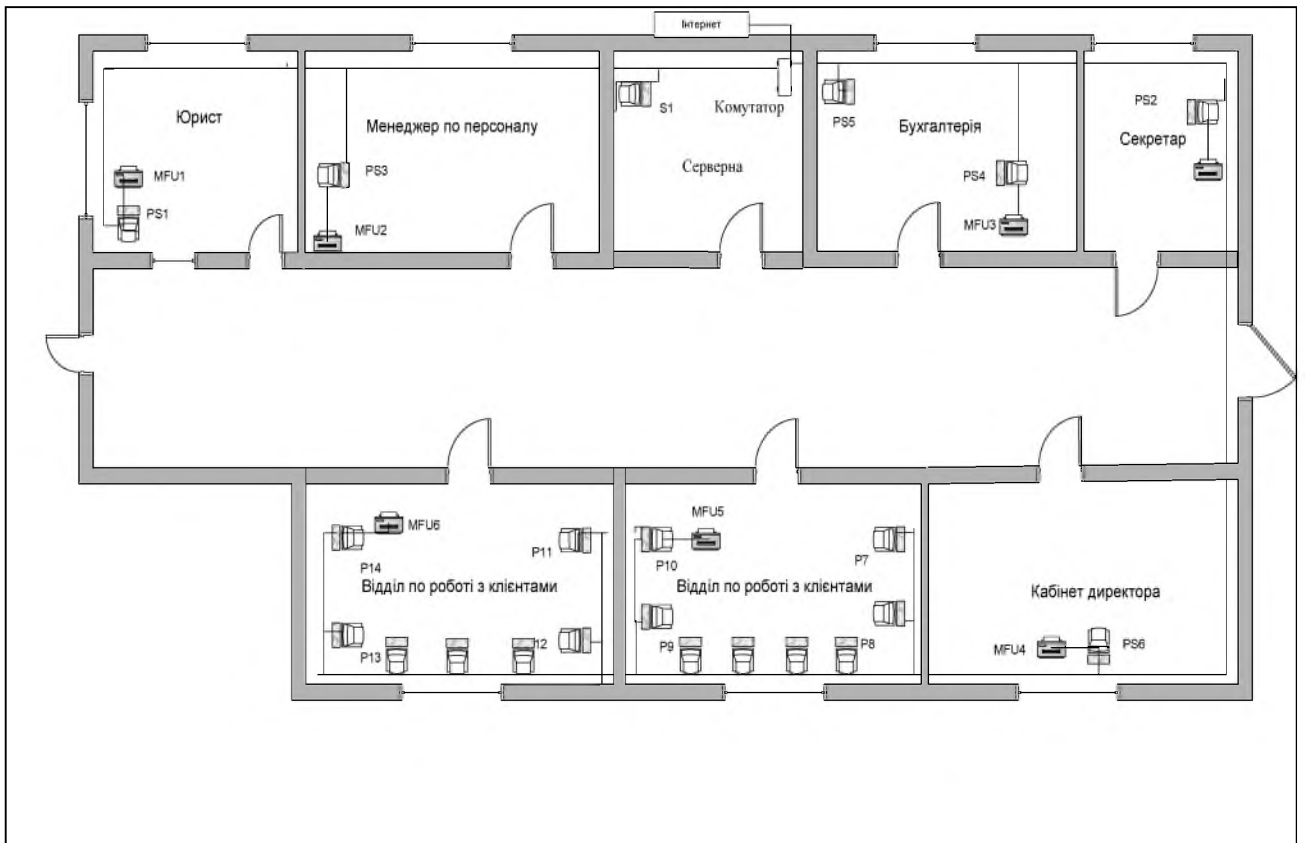 Інтернет
Юрист
Менеджер по персоналу
S1
Комутатор
Серверна
PS5
Бухгалтерія
PS2
Секретар
MFU1
PS3
PS4
PS1
MFU2
MFU3
MFU6
P11
P14
Відділ по роботі з клієнтами
P13
12
MFU5
P10
P7
Відділ по роботі з клієнтами
P9
P8
Кабінет директора
MFU4
PS6